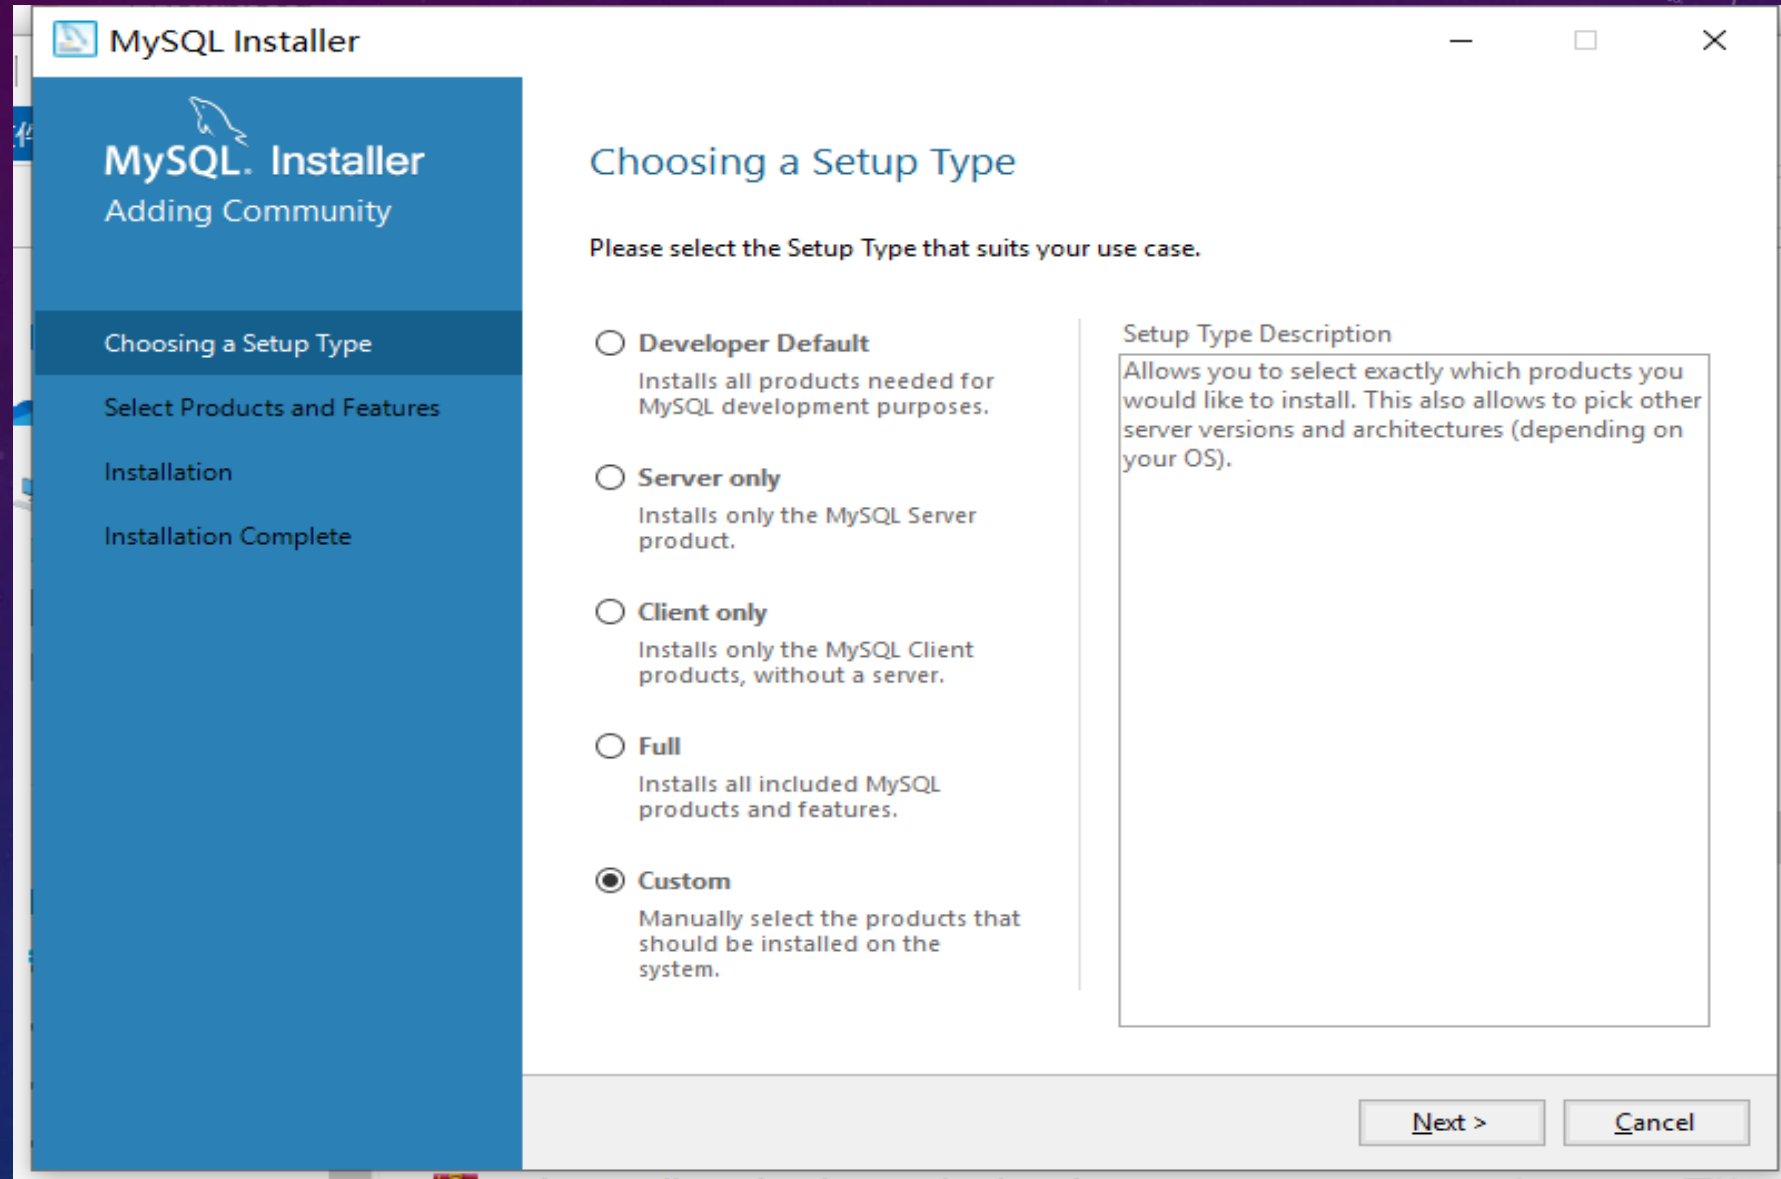 MySQL Installer
MySQL. Installer
Adding Community
Choosing a Setup Type
Select Products and Features
Installation
Installation Complete
Choosing a Setup Type
Please select the Setup Type that suits your use case.
Developer Default
Installs all products needed for
MySQL development purposes.
Server only
Installs only the MySQL Server
product.
Client only
Installs only the MySQL Client
products, without a server.
Full
Installs all included MySQL
products and features.
Custom
Manually select the products that
should be installed on the
system.
Setup Type Description
Allows you to select exactly which products you
would like to install. This also allows to pick other
server versions and architectures (depending on
your OS).
Next >
Cancel